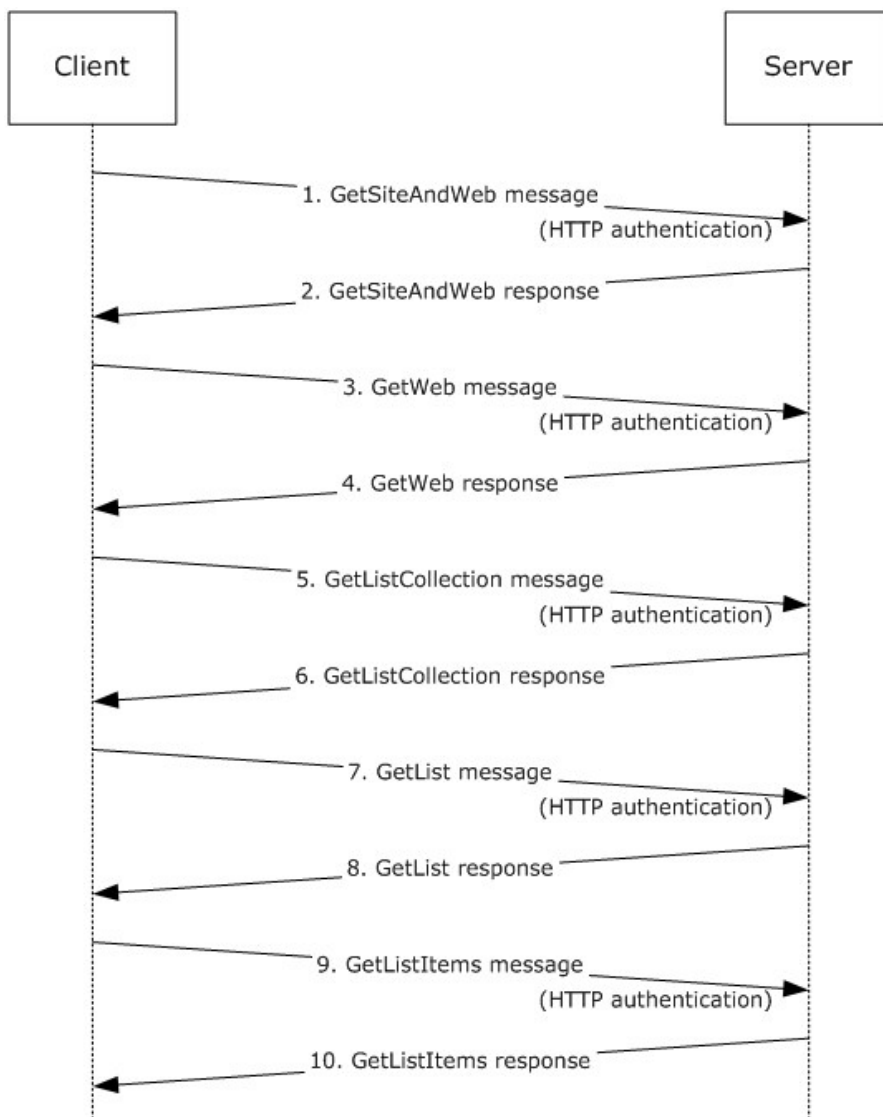 Client
Server
1. GetSiteAndWeb message
(HTTP authentication)
2. GetSiteAndWeb response
3. GetWeb message
(HTTP authentication)
4. GetWeb response
5. GetListCollection message
(HTTP authentication)
6. GetListCollection response
7. GetList message
(HTTP authentication)
8. GetList response
9. GetListItems message
(HTTP authentication)
10. GetListItems response